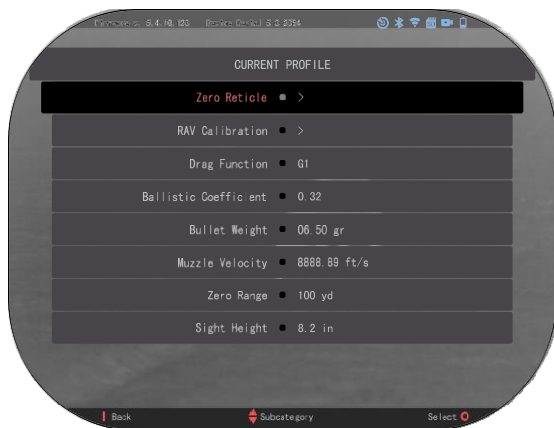 CURRENT PROFILE
Zero Reticle >
RAV Calibration >
Drag Function G1
Ballistic Coefficient 0.32
Bullet Weight 06.50 gr
Muzzle Velocity 8888.89 ft/s
Zero Range 100 yd
Sight Height 8.2 in
Back Subcategory Select